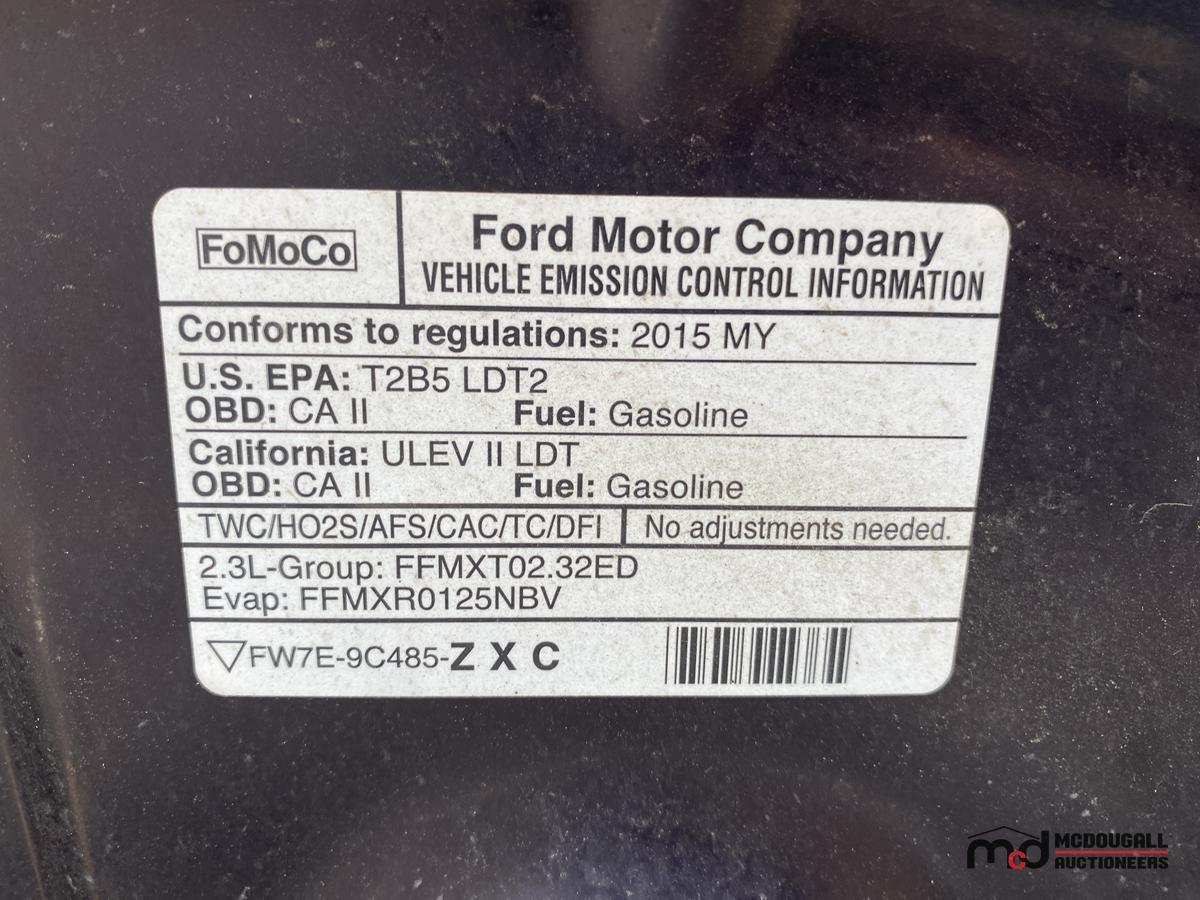 FoMoCo
Ford Motor Company
VEHICLE EMISSION CONTROL INFORMATION
Conforms to regulations: 2015 MY
U.S. EPA: T2B5 LDT2
OBD: CA II Fuel: Gasoline
California: ULEV II LDT
OBD: CA II Fuel: Gasoline
TWC/HO2S/AFS/CAC/TC/DFI No adjustments needed.
2.3L-Group: FFMXT02.32ED
Evap: FFMXR0125NBV
FW7E-9C485-Z X C
mcd MCDOUGALL
AUCTIONEERS